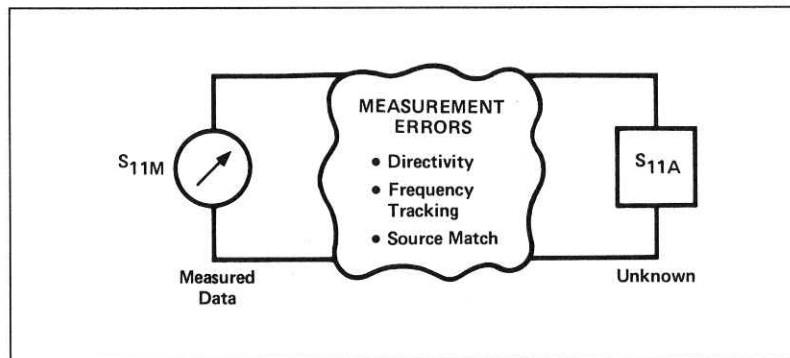 MEASUREMENT
ERRORS
• Directivity
• Frequency
Tracking
• Source Match
S11M
Measured
Data
S11A
Unknown